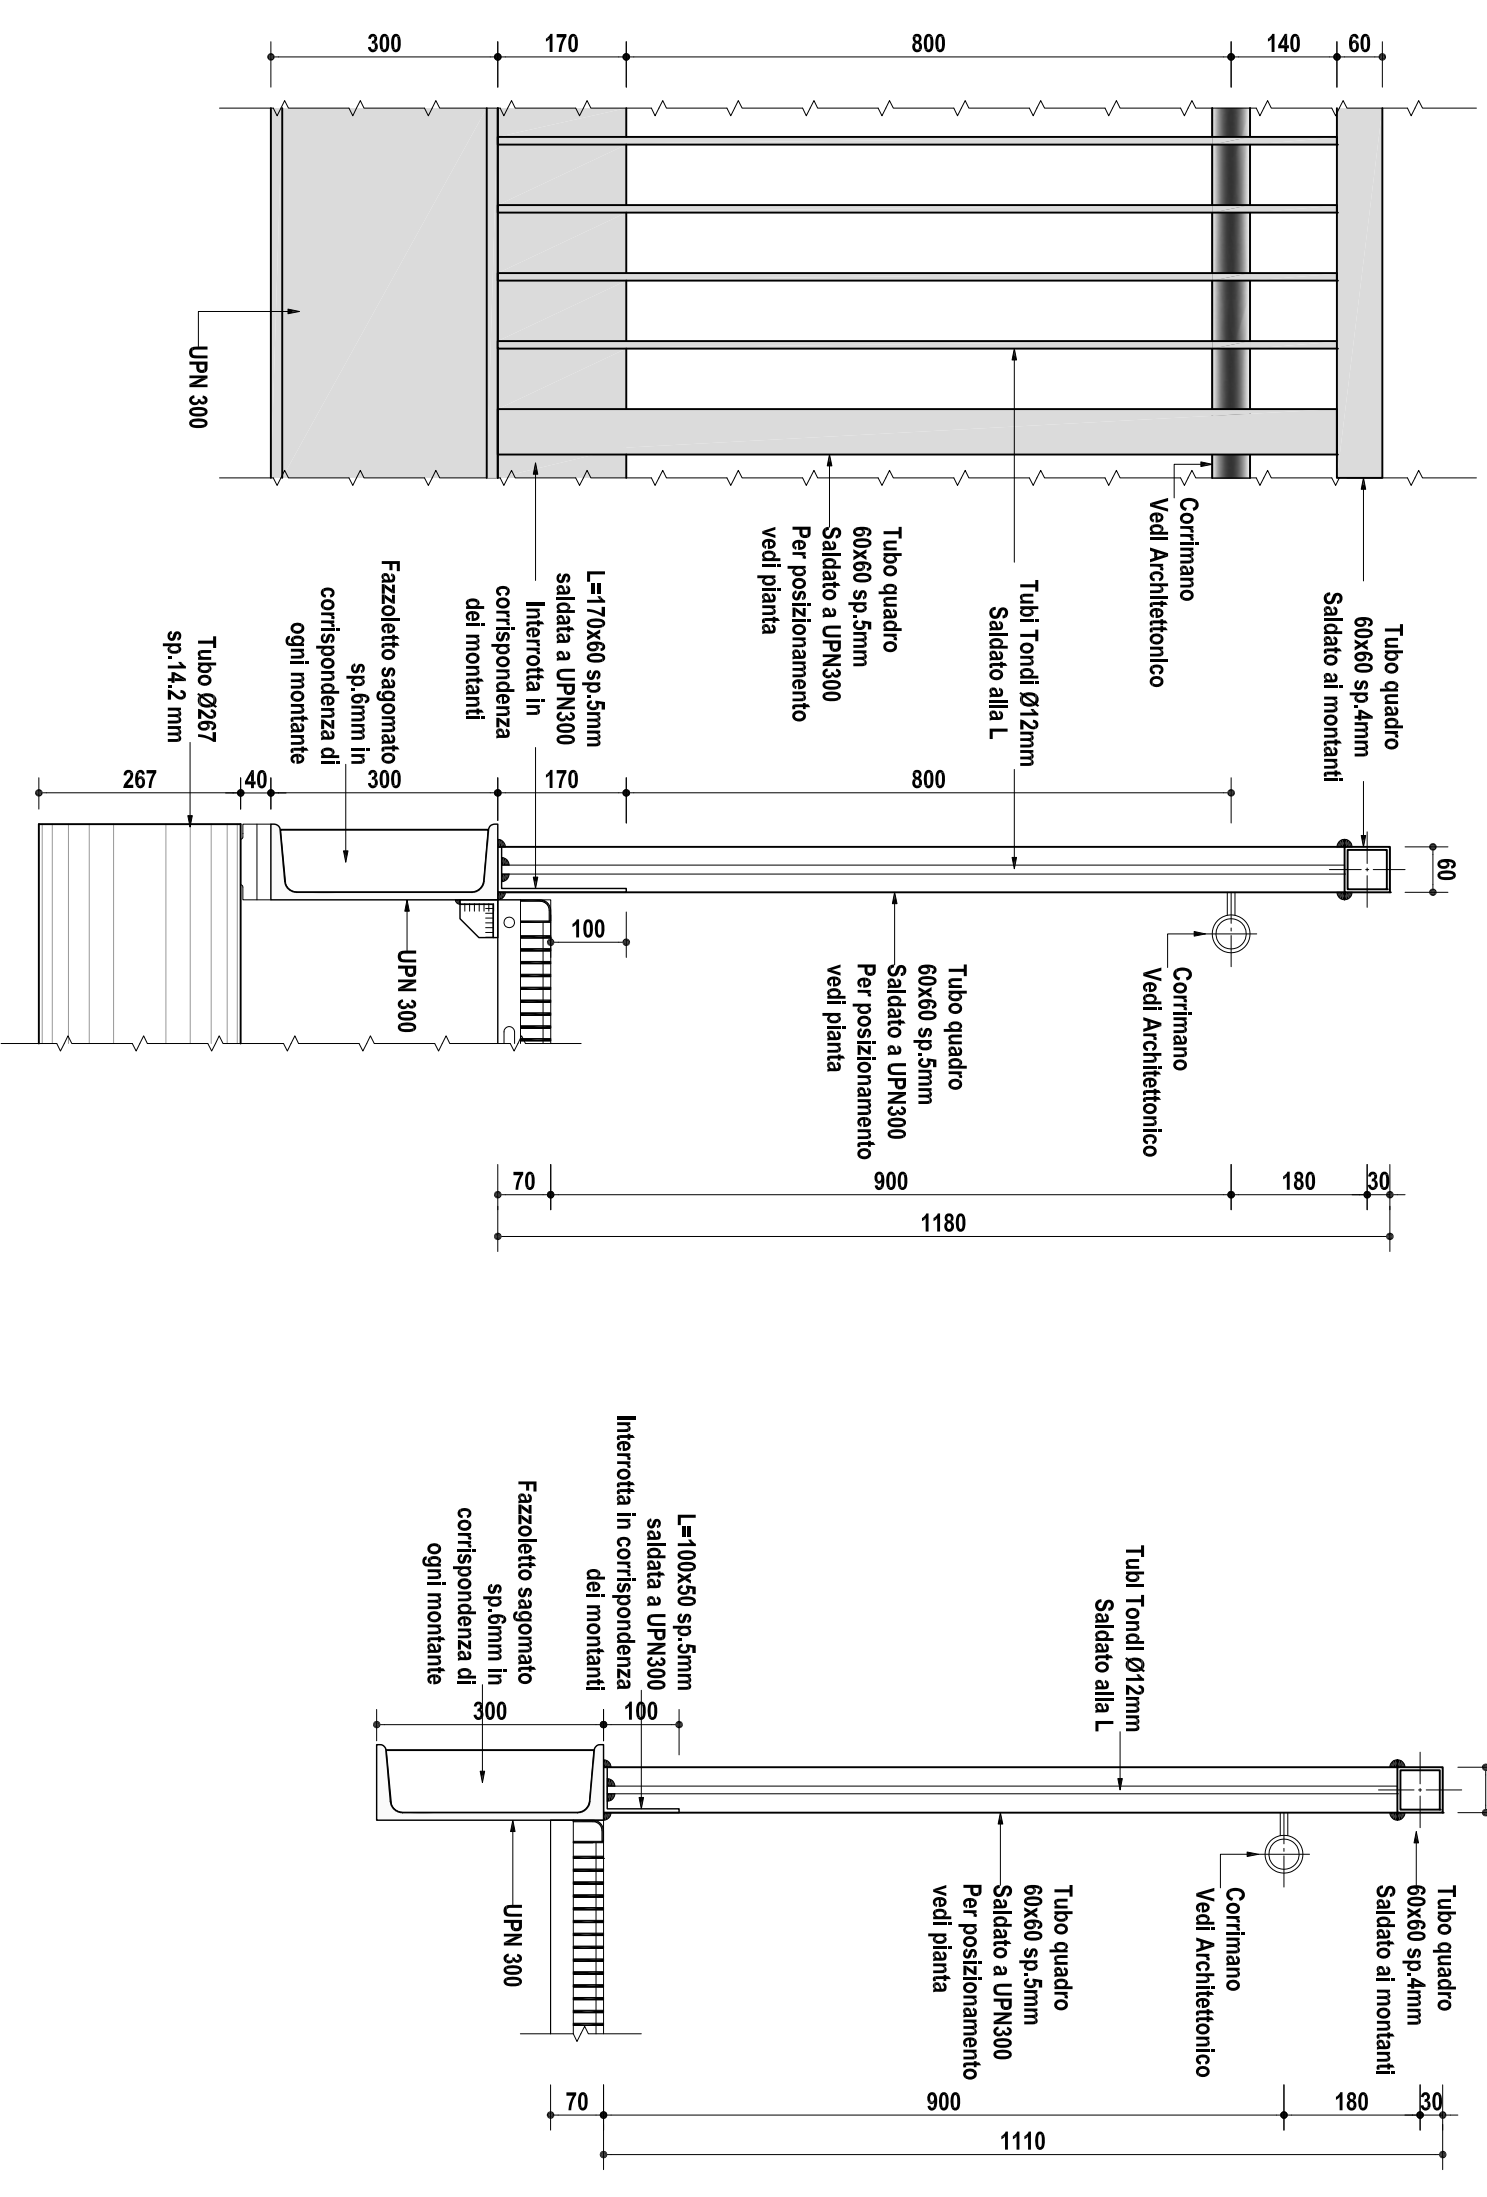 300
170
800
140
60
UPN 300
Corrimano
Vedi Architettonico
Tubo quadro
60x60 sp.5mm
Saldato a UPN300
Per posizionamento
vedi pianta
Tubi Tondi Ø12mm
Saldato alla L
Tubo quadro
60x60 sp.4mm
Saldato ai montanti
L=170x60 sp.5mm
saldata a UPN300
Interrotta in
corrispondenza
dei montanti
Fazzoletto sagomato
sp.6mm in
corrispondenza di
ogni montante
Tubo Ø267
sp.14.2 mm
267
40
300
170
800
60
100
UPN 300
Tubo quadro
60x60 sp.5mm
Saldato a UPN300
Per posizionamento
vedi pianta
Corrimano
Vedi Architettonico
70
900
180
30
1180
L=100x50 sp.5mm
saldata a UPN300
Interrotta in corrispondenza
dei montanti
Fazzoletto sagomato
sp.6mm in
corrispondenza di
ogni montante
Tubi Tondi Ø12mm
Saldato alla L
300
100
UPN 300
Tubo quadro
60x60 sp.5mm
Saldato a UPN300
Per posizionamento
vedi pianta
Corrimano
Vedi Architettonico
Tubo quadro
60x60 sp.4mm
Saldato ai montanti
70
900
180
30
1110